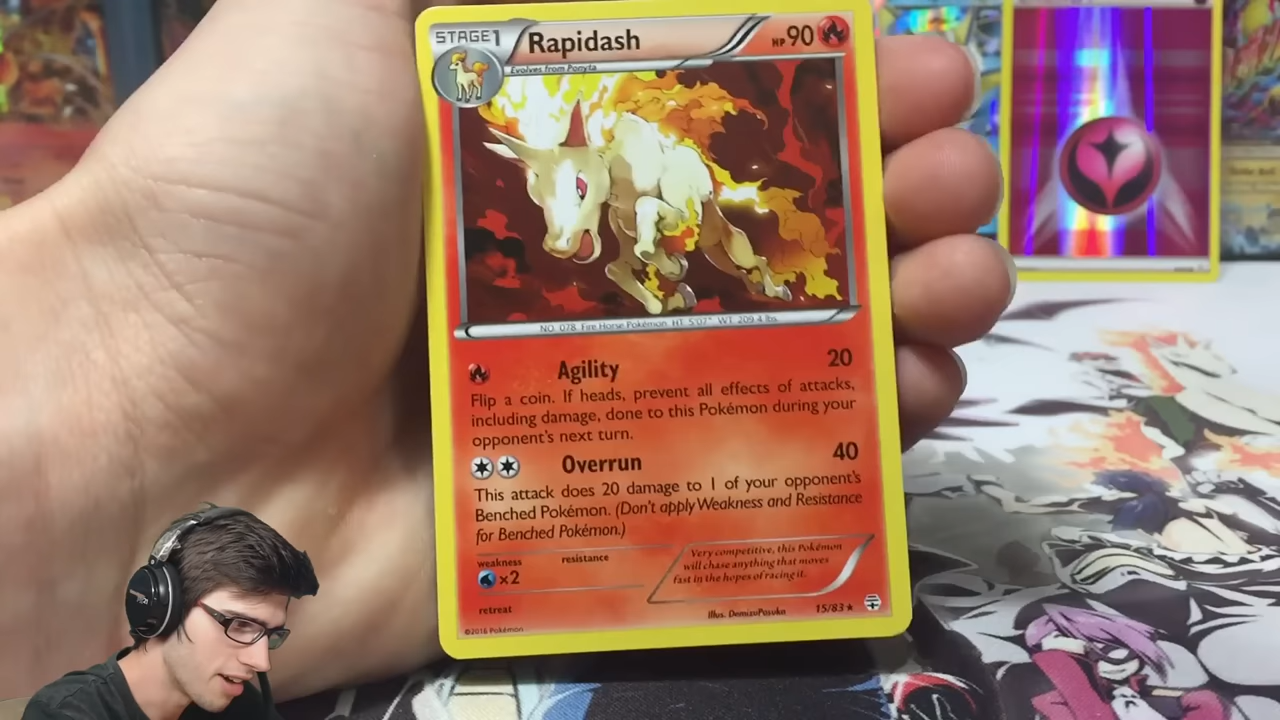 STAGE1 Rapidash HP90
Evolves from Ponyta
NO. 078 Fire Horse Pokémon HT 5'07" WT 209.4 lbs.
Agility 20
Flip a coin. If heads, prevent all effects of attacks,
including damage, done to this Pokémon during your
opponent's next turn.
Overrun 40
This attack does 20 damage to 1 of your opponent's
Benched Pokémon. (Don't apply Weakness and Resistance
for Benched Pokémon.)
weakness resistance
×2
Very competitive, this Pokémon
will chase anything that moves
fast in the hopes of racing it.
retreat
Illus. DemizuPosuka 15/83 ★
©2016 Pokémon